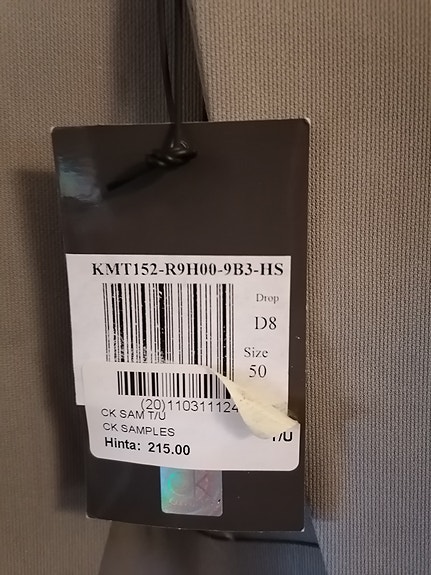 KMT152-R9H00-9B3-HS
Drop
D8
Size
50
(20)110311124
CK SAM T/U
CK SAMPLES
T/U
Hinta: 215.00